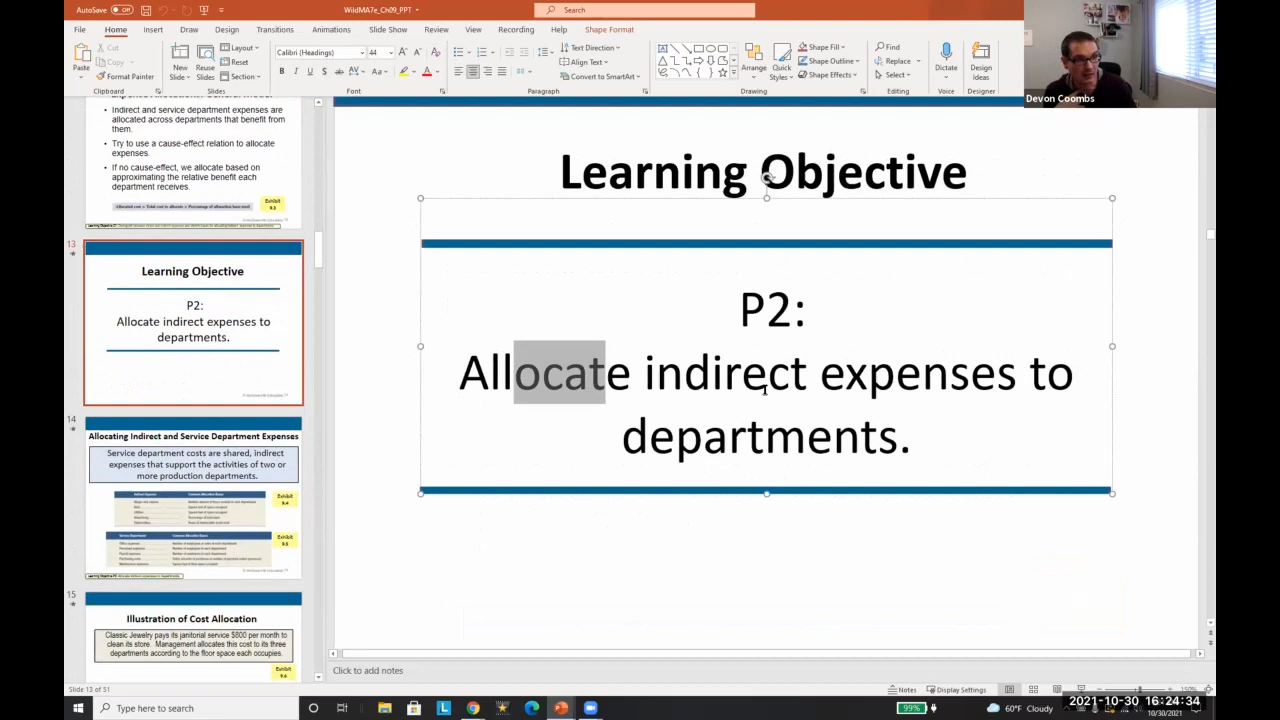 AutoSave Off WildMA7e_Ch09_PPT Search
File Home Insert Draw Design Transitions Animations Slide Show Review View Recording Help Shape Format
Paste Cut Copy Format Painter Clipboard
New Slide Reuse Slides Layout Reset Section Slides
Calibri (Headings) 44 Font
Text Direction Align Text Convert to SmartArt Paragraph
Arrange Quick Styles Shape Fill Shape Outline Shape Effects Drawing
Find Replace Select Editing
Dictate Voice
Design Ideas Designer
Devon Coombs
• Indirect and service department expenses are
allocated across departments that benefit from
them.
• Try to use a cause-effect relation to allocate
expenses.
• If no cause-effect, we allocate based on
approximating the relative benefit each
department receives.
Allocated cost = Total cost to allocate × Percentage of allocation base used
Exhibit
9.3
13
Learning Objective
P2:
Allocate indirect expenses to
departments.
14
Allocating Indirect and Service Department Expenses
Service department costs are shared, indirect
expenses that support the activities of two or
more production departments.
Exhibit
9.4
Exhibit
9.5
15
Illustration of Cost Allocation
Classic Jewelry pays its janitorial service $800 per month to
clean its store. Management allocates this cost to its three
departments according to the floor space each occupies.
Exhibit
9.6
Learning Objective
P2:
Allocate indirect expenses to
departments.
Click to add notes
Slide 13 of 51 Notes Display Settings 150%
Type here to search 99% 60°F Cloudy
2021-10-30 16:24:34
10/30/2021